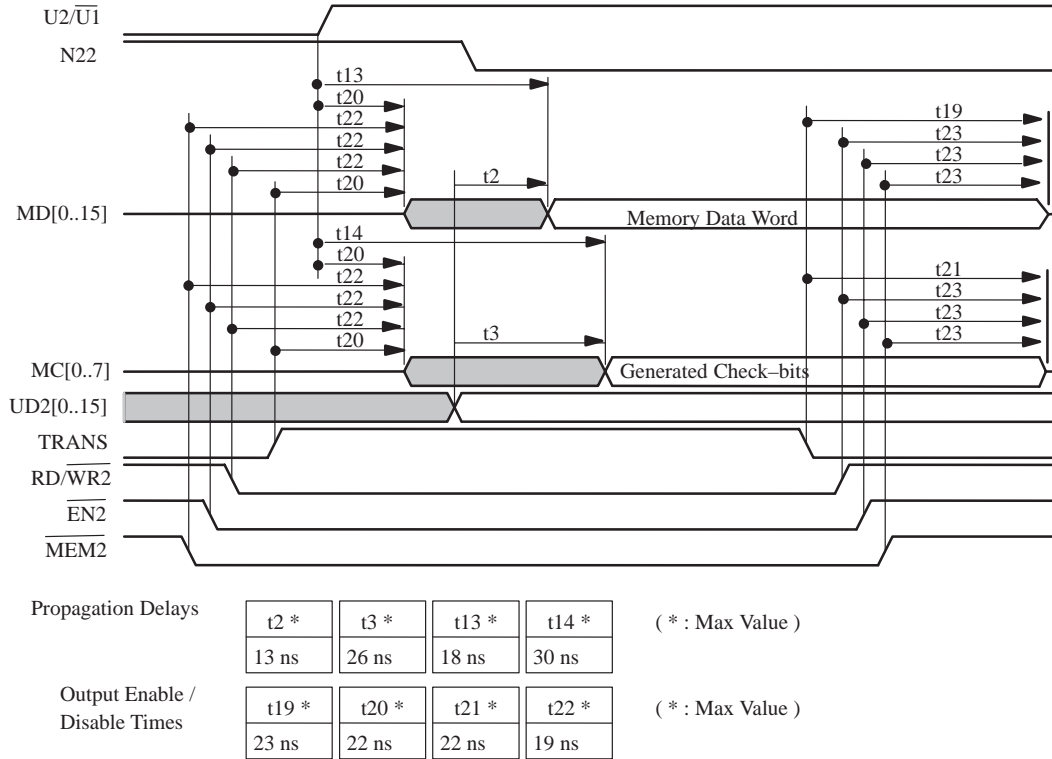 U2/U1
N22
t13
t20
t22
t22
t22
t20
t19
t23
t23
t23
t2
MD[0..15]
Memory Data Word
t14
t20
t22
t22
t22
t20
t21
t23
t23
t23
t3
MC[0..7]
Generated Check–bits
UD2[0..15]
TRANS
RD/WR2
EN2
MEM2
Propagation Delays
t2 * t3 * t13 * t14 * ( * : Max Value )
13 ns 26 ns 18 ns 30 ns
Output Enable /
Disable Times
t19 * t20 * t21 * t22 * ( * : Max Value )
23 ns 22 ns 22 ns 19 ns